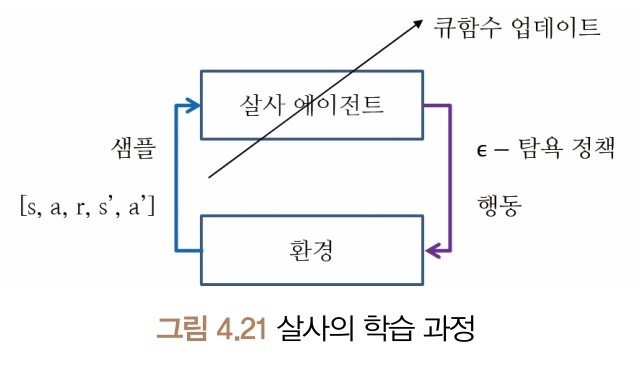 큐함수 업데이트
살사 에이전트
샘플
ϵ – 탐욕 정책
[s, a, r, s’, a’]
행동
환경
그림 4.21 살사의 학습 과정